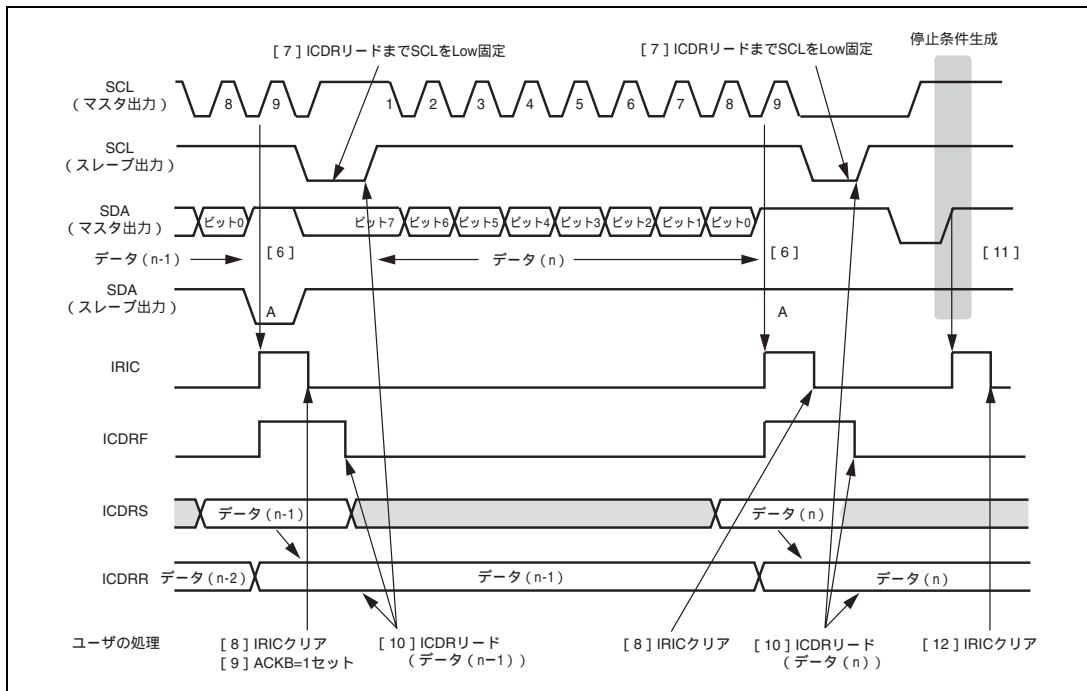 [ 7 ] ICDRリードまでSCLをLow固定
[ 7 ] ICDRリードまでSCLをLow固定
停止条件生成
SCL
（マスタ出力）
8 9 1 2 3 4 5 6 7 8 9
SCL
（スレーブ出力）
SDA
（マスタ出力）
ビット0 ビット7 ビット6 ビット5 ビット4 ビット3 ビット2 ビット1 ビット0
データ（n-1） [ 6 ] データ（n） [ 6 ] [ 11 ]
SDA
（スレーブ出力）
A A
IRIC
ICDRF
ICDRS データ（n-1） データ（n）
ICDRR データ（n-2） データ（n-1） データ（n）
ユーザの処理
[ 8 ] IRICクリア
[ 9 ] ACKB=1セット
[ 10 ] ICDRリード
（データ（n−1））
[ 8 ] IRICクリア
[ 10 ] ICDRリード
（データ（n））
[ 12 ] IRICクリア